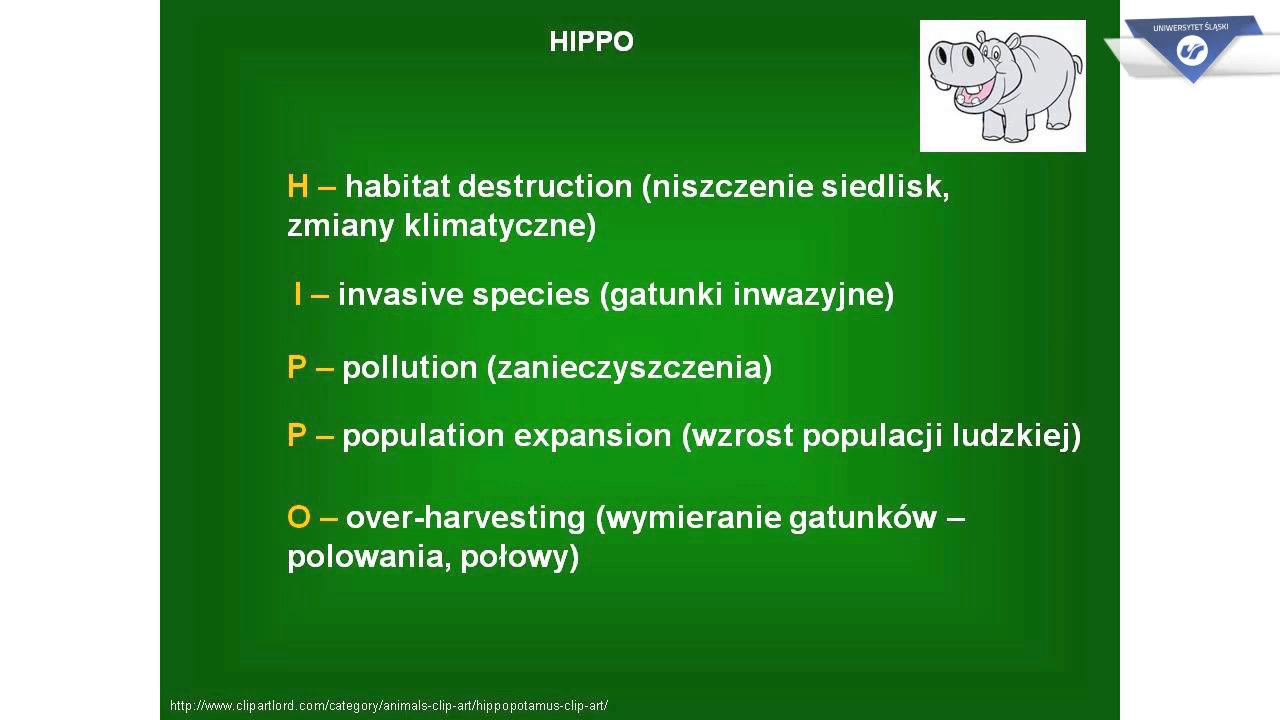 HIPPO
UNIWERSYTET ŚLĄSKI
H – habitat destruction (niszczenie siedlisk,
zmiany klimatyczne)
I – invasive species (gatunki inwazyjne)
P – pollution (zanieczyszczenia)
P – population expansion (wzrost populacji ludzkiej)
O – over-harvesting (wymieranie gatunków –
polowania, połowy)
http://www.clipartlord.com/category/animals-clip-art/hippopotamus-clip-art/